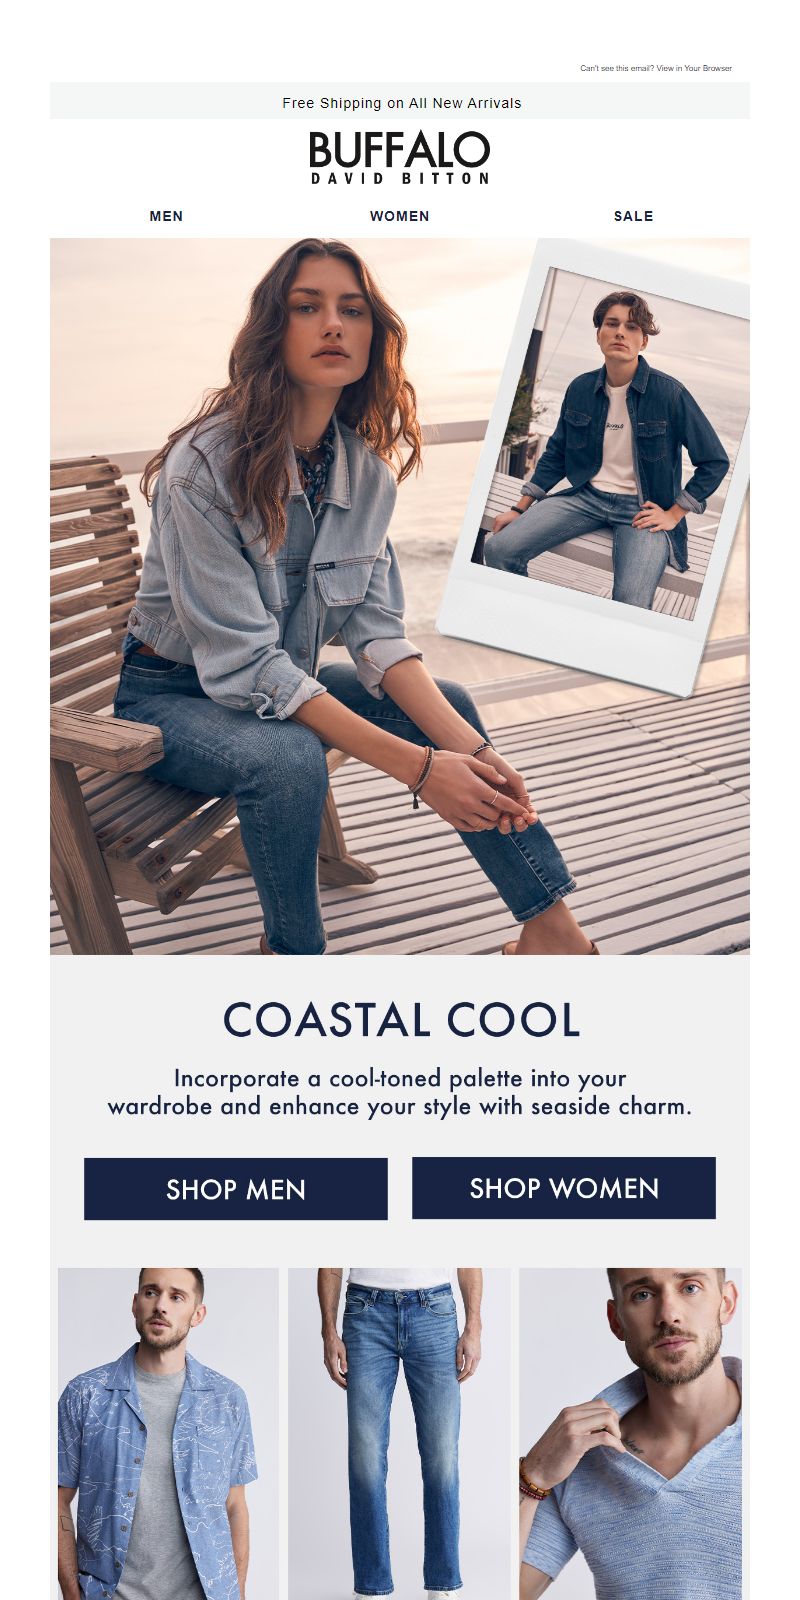 Can't see this email? View in Your Browser
Free Shipping on All New Arrivals
BUFFALO
DAVID BITTON
MEN WOMEN SALE
BUFFALO
COASTAL COOL
Incorporate a cool-toned palette into your
wardrobe and enhance your style with seaside charm.
SHOP MEN SHOP WOMEN